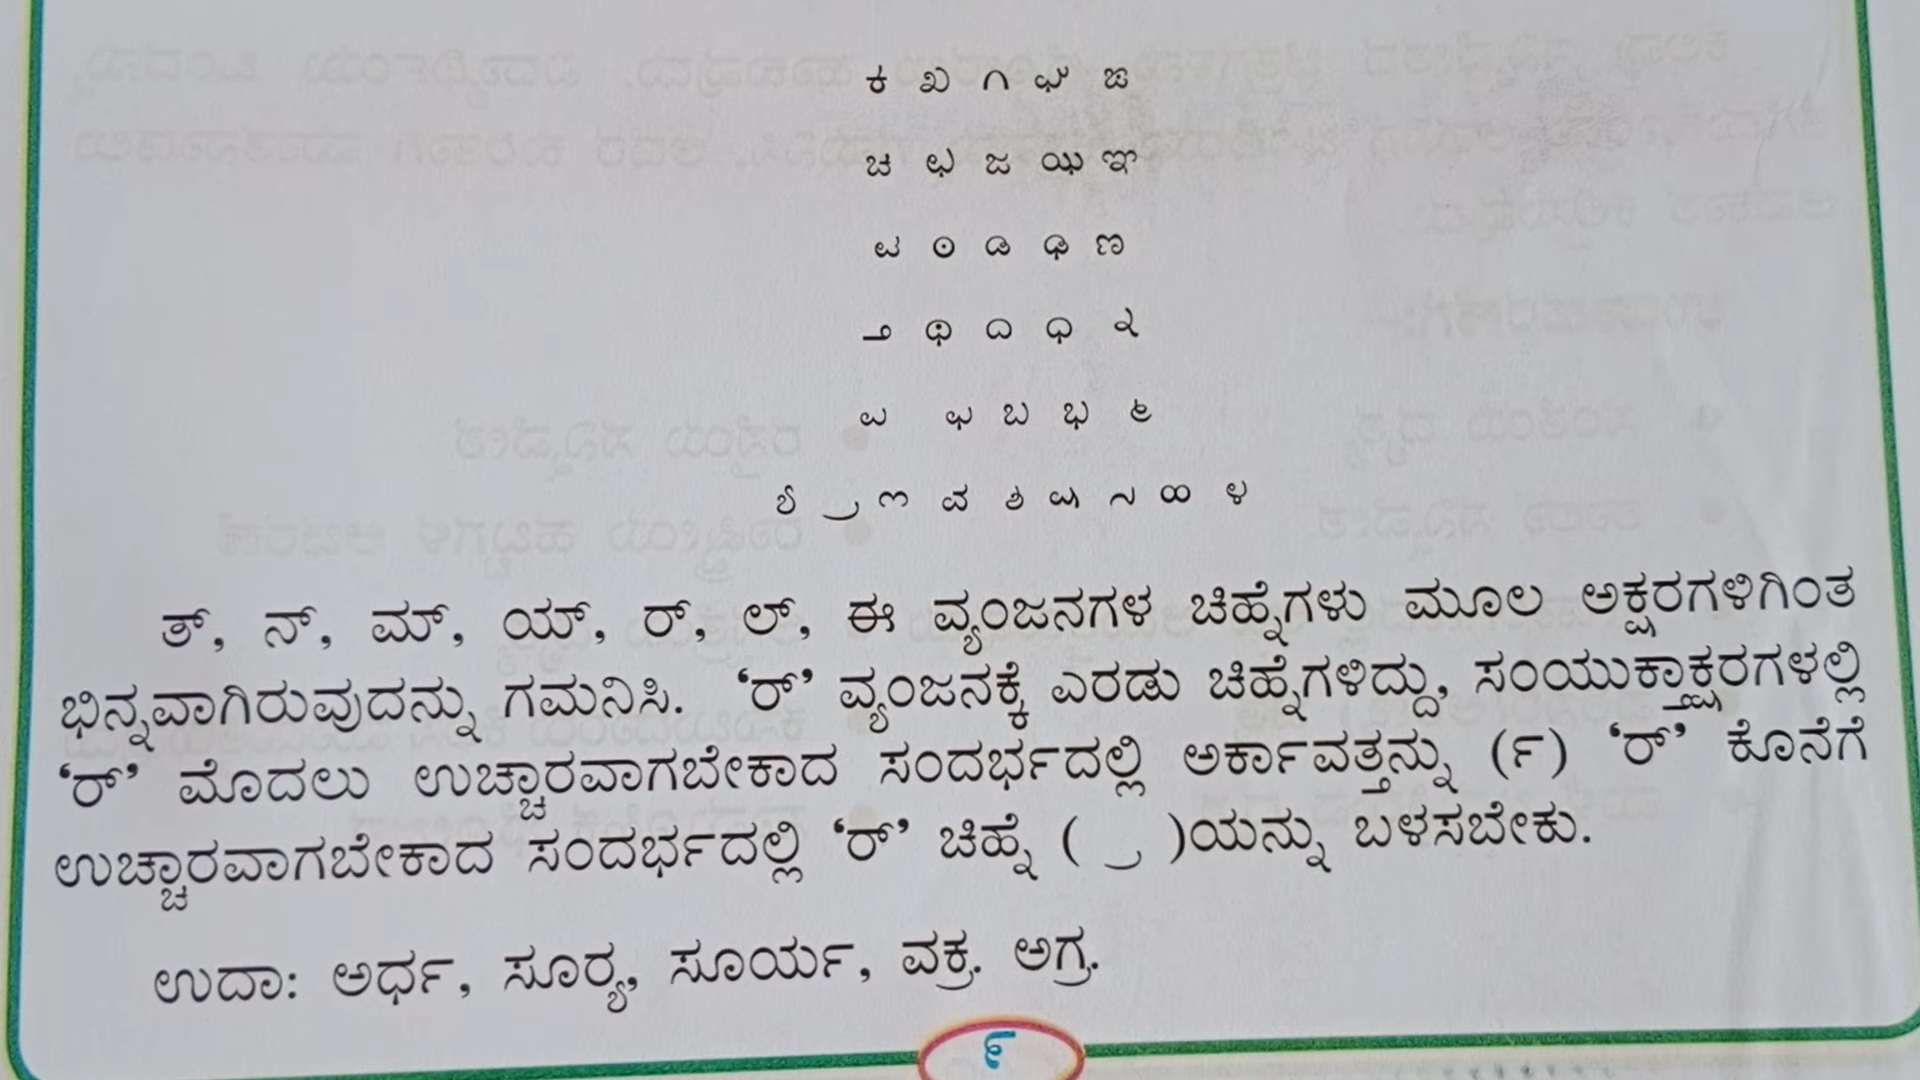 ಕ ಖ ಗ ಘ ಙ
ಚ ಛ ಜ ಝ ಞ
ಟ ಠ ಡ ಢ ಣ
ತ ಥ ದ ಧ ನ
ಪ ಫ ಬ ಭ ಮ
ಯ ರ ಲ ವ ಶ ಷ ಸ ಹ ಳ
ತ್, ನ್, ಮ್, ಯ್, ರ್, ಲ್, ಈ ವ್ಯಂಜನಗಳ ಚಿಹ್ನೆಗಳು ಮೂಲ ಅಕ್ಷರಗಳಿಗಿಂತ
ಭಿನ್ನವಾಗಿರುವುದನ್ನು ಗಮನಿಸಿ. ‘ರ್’ ವ್ಯಂಜನಕ್ಕೆ ಎರಡು ಚಿಹ್ನೆಗಳಿದ್ದು, ಸಂಯುಕ್ತಾಕ್ಷರಗಳಲ್ಲಿ
‘ರ್’ ಮೊದಲು ಉಚ್ಚಾರವಾಗಬೇಕಾದ ಸಂದರ್ಭದಲ್ಲಿ ಅರ್ಕಾವತ್ತನ್ನು (೯) ‘ರ್’ ಕೊನೆಗೆ
ಉಚ್ಚಾರವಾಗಬೇಕಾದ ಸಂದರ್ಭದಲ್ಲಿ ‘ರ್’ ಚಿಹ್ನೆ ( ್ರ )ಯನ್ನು ಬಳಸಬೇಕು.
ಉದಾ: ಅರ್ಧ, ಸೂರ‍್ಯ, ಸೂರ್ಯ, ವಕ್ರ. ಅಗ್ರ.
೬